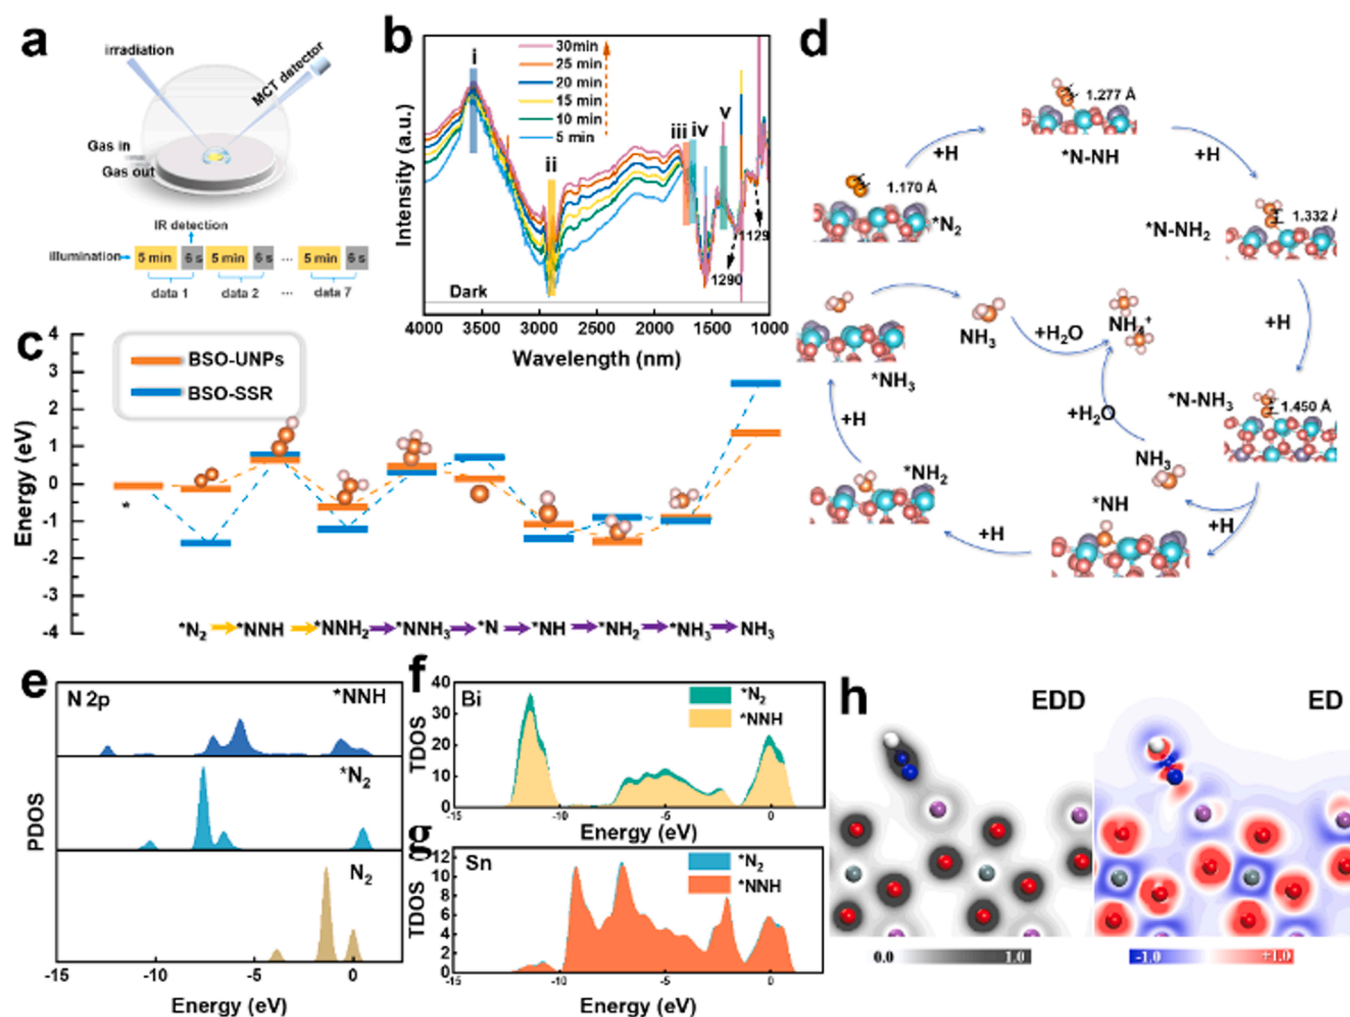 a
irradiation
MCT detector
Gas in
Gas out
IR detection
illumination
5 min 6 s 5 min 6 s ... 5 min 6 s
data 1 data 2 ... data 7
b
Intensity (a.u.)
30min
25 min
20 min
15 min
10 min
5 min
i
ii
iii
iv
v
1129
1290
Dark
4000 3500 3000 2500 2000 1500 1000
Wavelength (nm)
c
Energy (eV)
4
3
2
1
0
-1
-2
-3
-4
BSO-UNPs
BSO-SSR
*
*N₂ *NNH *NNH₂ *NNH₃ *N *NH *NH₂ *NH₃ NH₃
d
1.277 Å
*N-NH
+H
+H
1.170 Å
*N₂
1.332 Å
*N-NH₂
+H
NH₃
+H₂O
NH₄⁺
*NH₃
*N-NH₃
1.450 Å
+H₂O
+H
NH₃
*NH₂
*NH
+H
+H
e
N 2p
*NNH
*N₂
N₂
PDOS
-15 -10 -5 0
Energy (eV)
f
Bi
*N₂
*NNH
TDOS
40
30
20
10
0
-15 -10 -5 0
Energy (eV)
g
Sn
*N₂
*NNH
TDOS
12
10
8
6
4
2
0
-15 -10 -5 0
Energy (eV)
h
EDD
ED
0.0 1.0
-1.0 +1.0